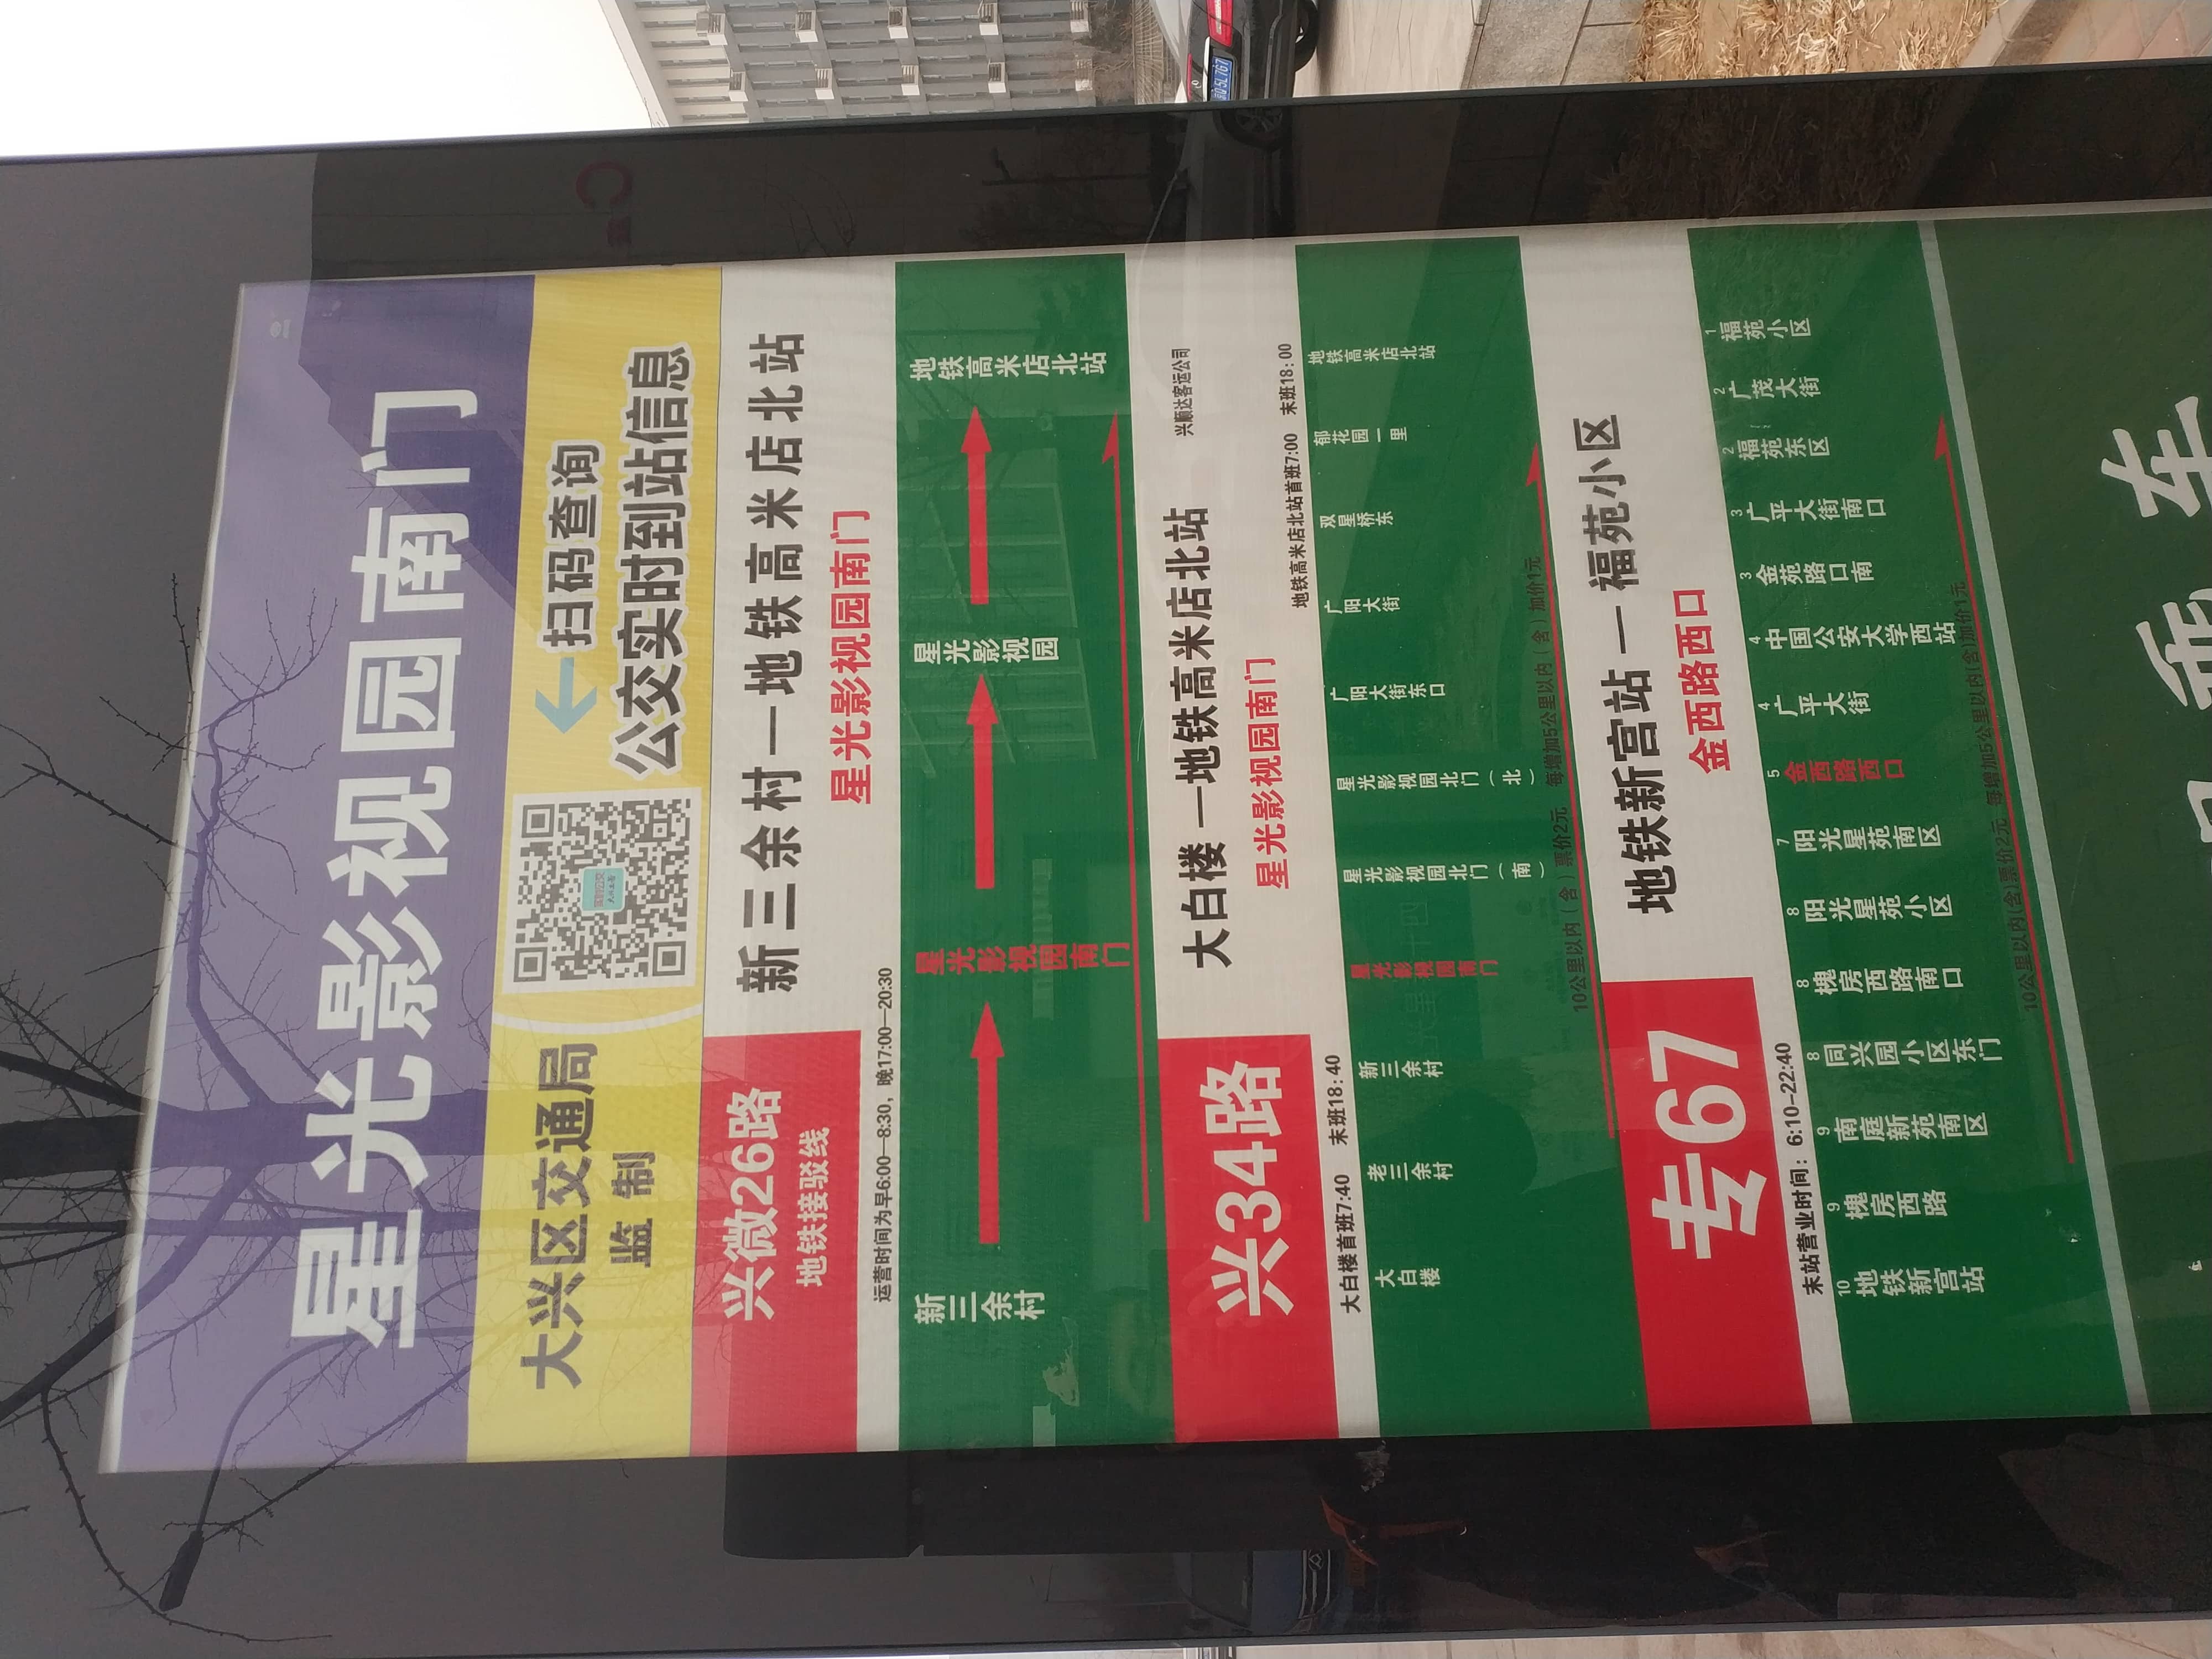 星光影视园南门
大兴区交通局
监制
扫码查询
公交实时到站信息
兴微26路
地铁接驳线
新三余村—地铁高米店北站
星光影视园南门
运营时间为早6:00—8:30，晚17:00—20:30
新三余村
星光影视园南门
星光影视园
地铁高米店北站
兴34路
大白楼—地铁高米店北站
兴顺达客运公司
星光影视园南门
地铁高米店北站首班7:00 末班18:00
大白楼首班7:40 末班18:40
大白楼
老三余村
新三余村
星光影视园南门
星光影视园北门（南）
星光影视园北门（北）
广阳大街东口
广阳大街
双星桥东
郁花园一里
地铁高米店北站
10公里以内（含）票价2元 每增加5公里以内（含）加价1元
专67
地铁新宫站—福苑小区
金西路西口
末站营业时间：6:10-22:40
10地铁新宫站
9槐房西路
9南庭新苑南区
8同兴园小区东门
8槐房西路南口
8阳光星苑小区
7阳光星苑南区
5金西路西口
4广平大街
4中国公安大学西站
3金苑路口南
3广平大街南口
2福苑东区
2广茂大街
1福苑小区
10公里以内(含)票价2元 每增加5公里以内(含)加价1元
乘车